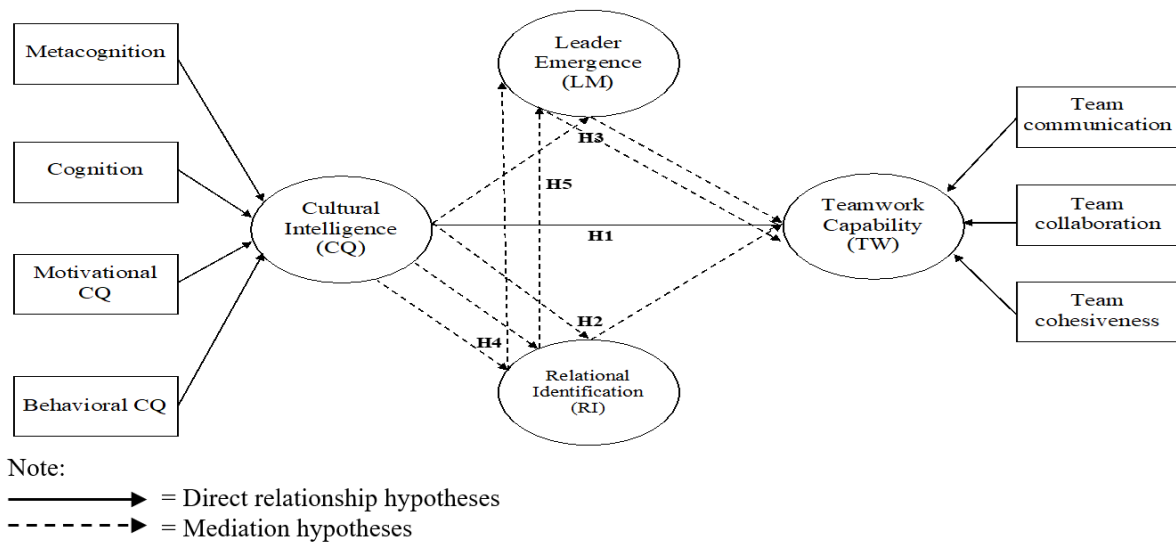 Metacognition
Cognition
Motivational
CQ
Behavioral CQ
Cultural
Intelligence
(CQ)
Leader
Emergence
(LM)
H3
H5
H1
H2
H4
Relational
Identification
(RI)
Teamwork
Capability
(TW)
Team
communication
Team
collaboration
Team
cohesiveness
Note:
= Direct relationship hypotheses
= Mediation hypotheses